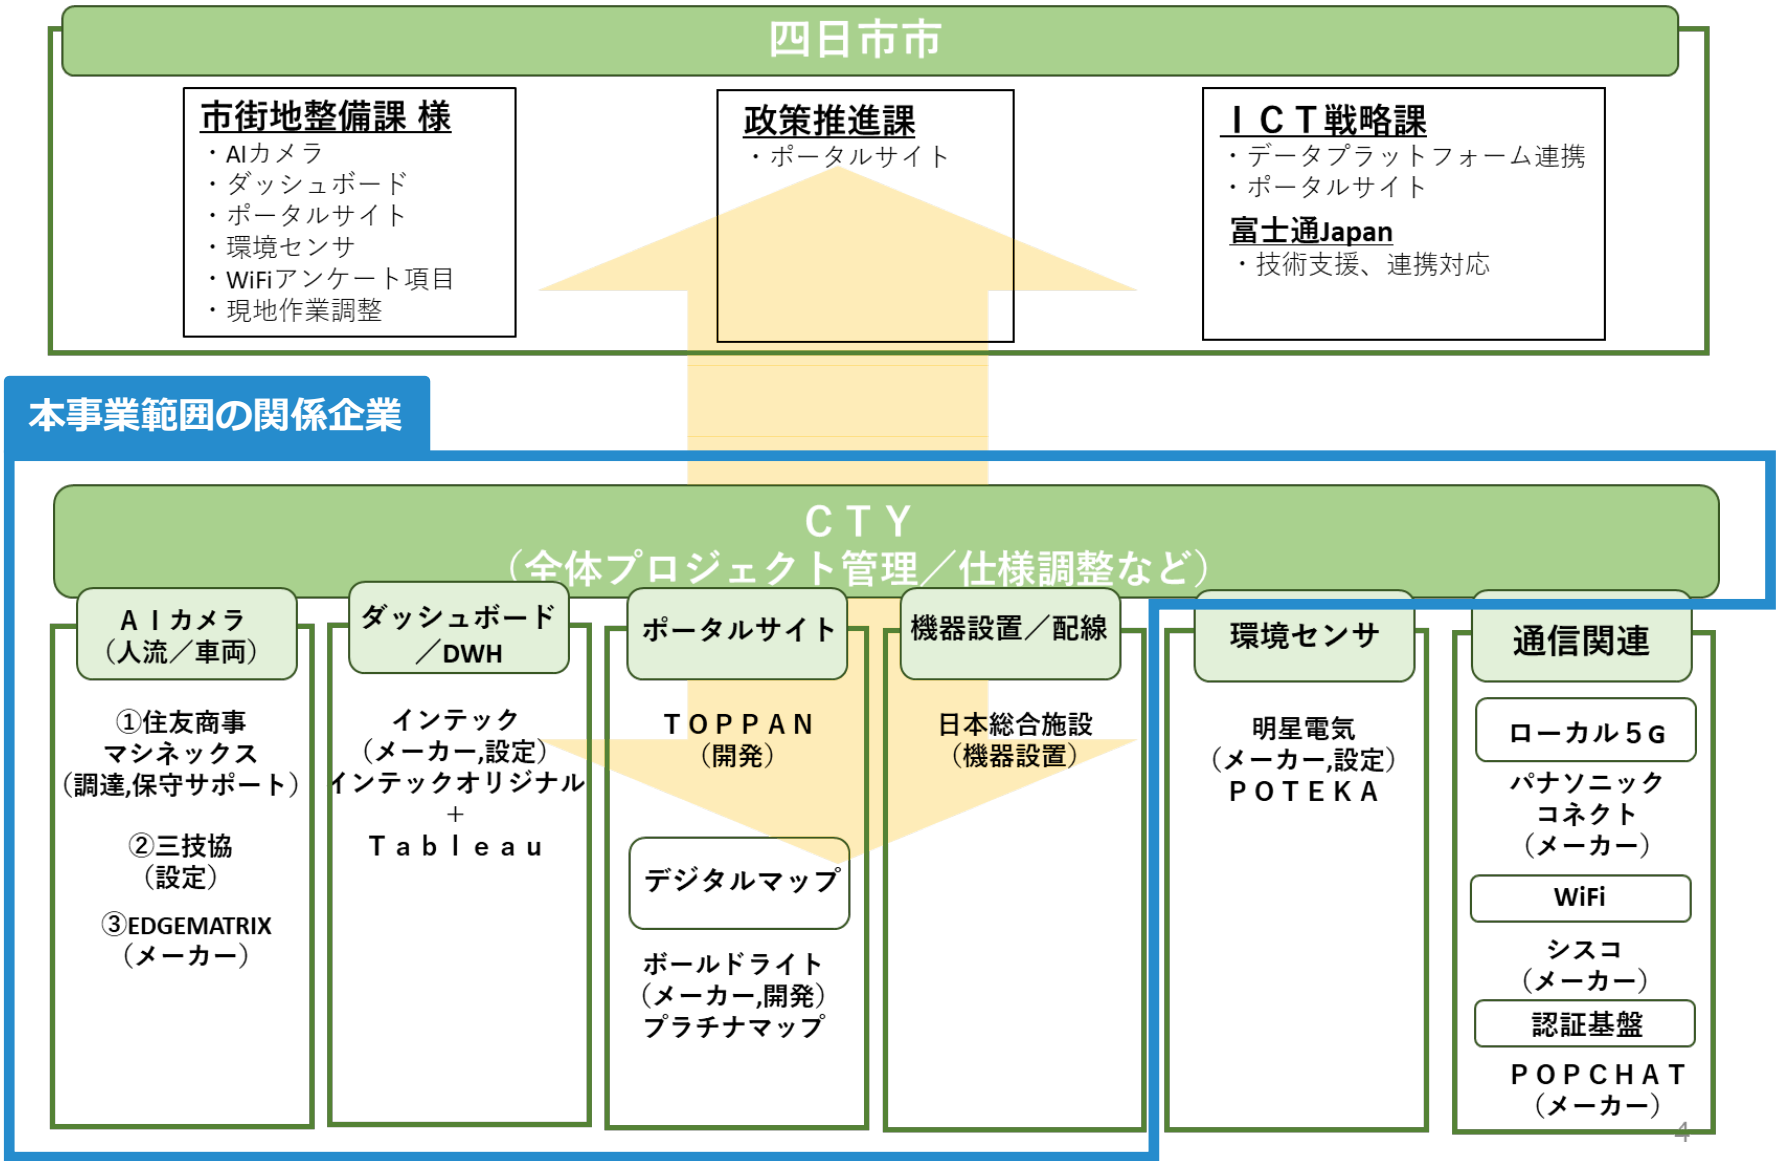 四日市市
市街地整備課 様
・AIカメラ
・ダッシュボード
・ポータルサイト
・環境センサ
・WiFiアンケート項目
・現地作業調整
政策推進課
・ポータルサイト
ＩＣＴ戦略課
・データプラットフォーム連携
・ポータルサイト
富士通Japan
・技術支援、連携対応
本事業範囲の関係企業
ＣＴＹ
（全体プロジェクト管理／仕様調整など）
ＡＩカメラ
（人流／車両）
①住友商事
マシネックス
（調達,保守サポート）
②三技協
（設定）
③EDGEMATRIX
（メーカー）
ダッシュボード
／DWH
インテック
（メーカー,設定）
インテックオリジナル
＋
Ｔａｂｌｅａｕ
ポータルサイト
ＴＯＰＰＡＮ
（開発）
デジタルマップ
ボールドライト
（メーカー,開発）
プラチナマップ
機器設置／配線
日本総合施設
（機器設置）
環境センサ
明星電気
（メーカー,設定）
ＰＯＴＥＫＡ
通信関連
ローカル５G
パナソニック
コネクト
（メーカー）
WiFi
シスコ
（メーカー）
認証基盤
ＰＯＰＣＨＡＴ
（メーカー）
4